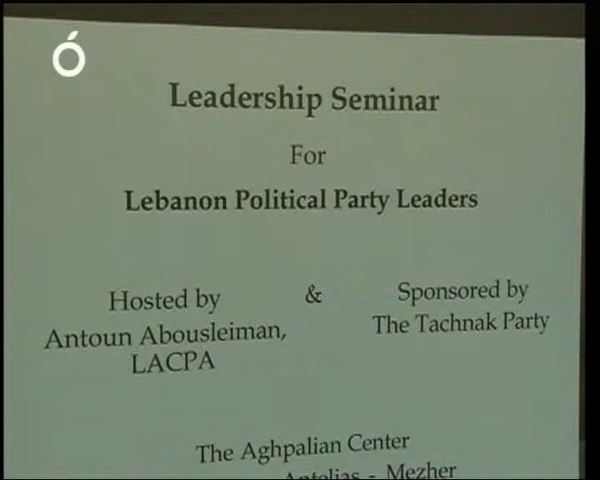 Leadership Seminar
For
Lebanon Political Party Leaders
Hosted by & Sponsored by
Antoun Abousleiman, The Tachnak Party
LACPA
The Aghpalian Center
Antelias - Mezher